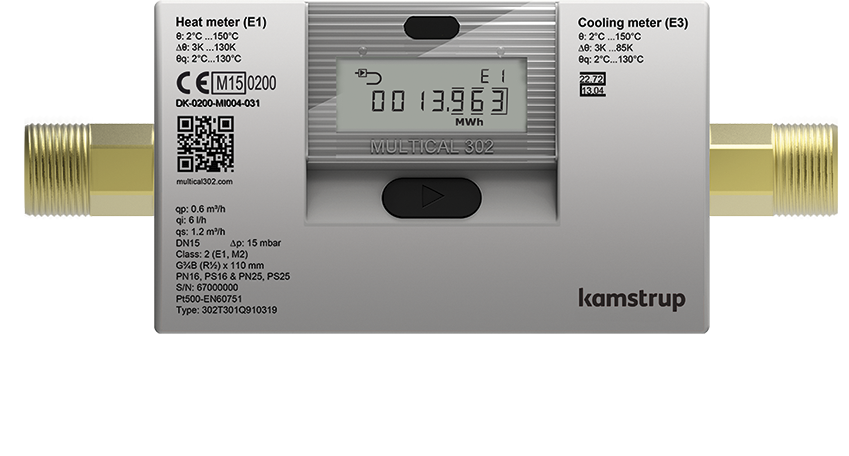 Heat meter (E1)
θ: 2°C ...150°C
Δθ: 3K ...130K
θq: 2°C...130°C
CE M15 0200
DK-0200-MI004-031
multical302.com
qp: 0.6 m³/h
qi: 6 l/h
qs: 1.2 m³/h
DN15 Δp: 15 mbar
Class: 2 (E1, M2)
G¾B (R½) x 110 mm
PN16, PS16 & PN25, PS25
S/N: 67000000
Pt500-EN60751
Type: 302T301Q910319
E1
0013.963
MWh
MULTICAL 302
Cooling meter (E3)
θ: 2°C ...150°C
Δθ: 3K ...85K
θq: 2°C...130°C
22.72
13.04
kamstrup